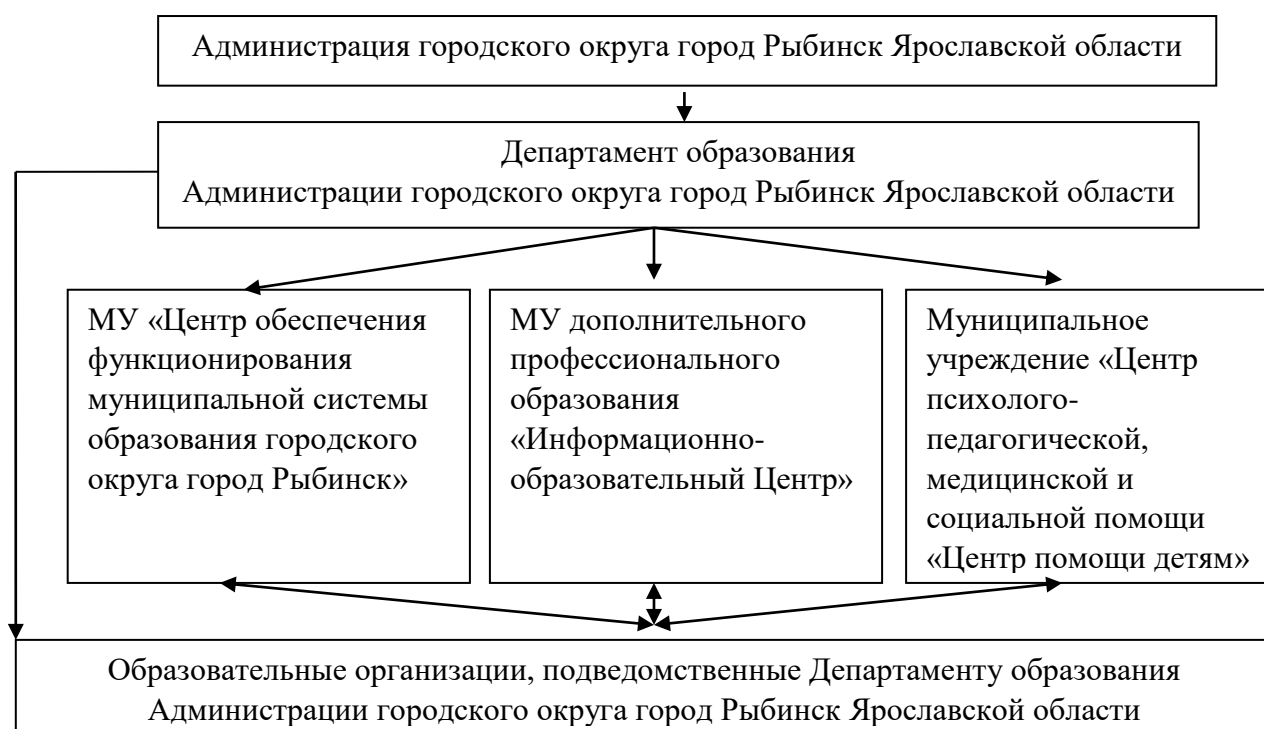 Администрация городского округа город Рыбинск Ярославской области
Департамент образования
Администрации городского округа город Рыбинск Ярославской области
МУ «Центр обеспечения
функционирования
муниципальной системы
образования городского
округа город Рыбинск»
МУ дополнительного
профессионального
образования
«Информационно-
образовательный Центр»
Муниципальное
учреждение «Центр
психолого-
педагогической,
медицинской и
социальной помощи
«Центр помощи детям»
Образовательные организации, подведомственные Департаменту образования
Администрации городского округа город Рыбинск Ярославской области